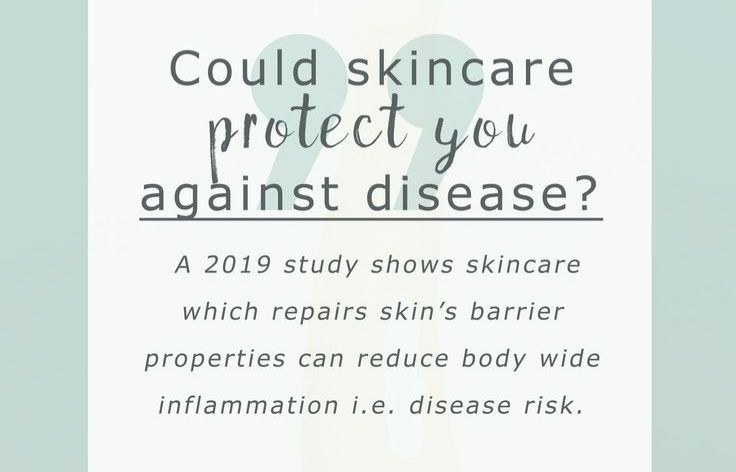 Could skincare
protect you
against disease?
A 2019 study shows skincare
which repairs skin’s barrier
properties can reduce body wide
inflammation i.e. disease risk.